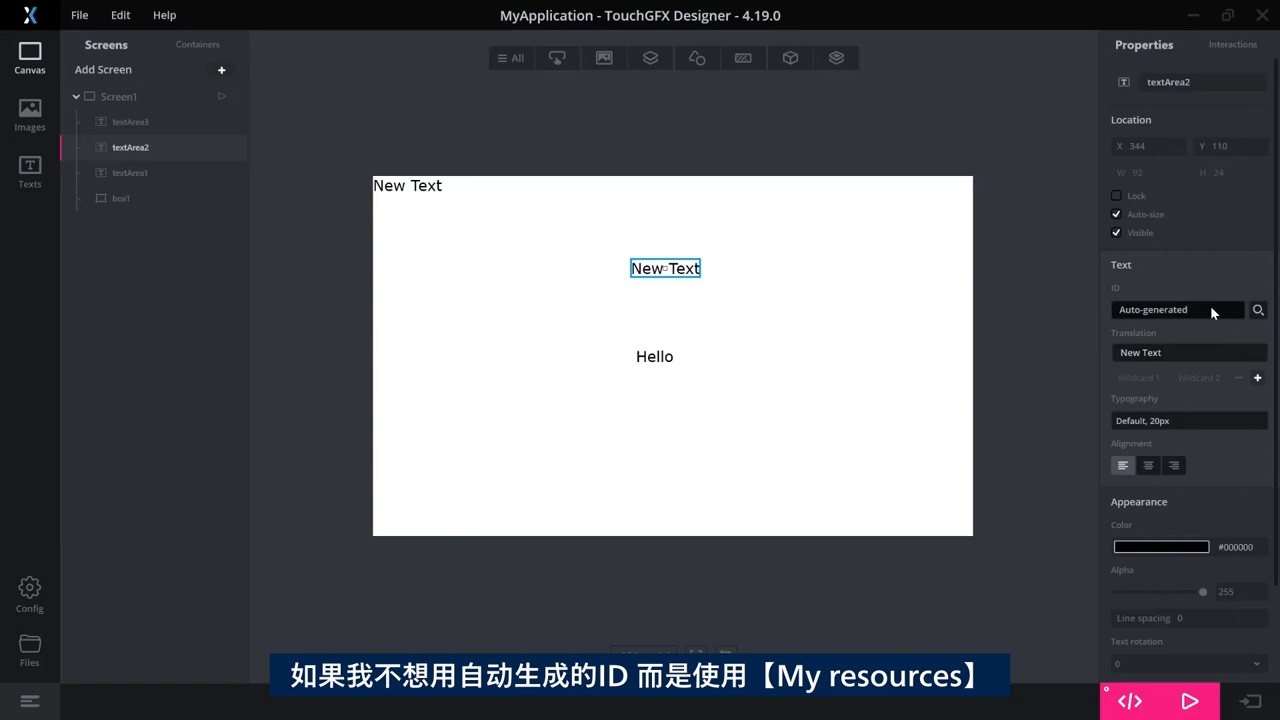 File Edit Help
MyApplication - TouchGFX Designer - 4.19.0
Canvas
Images
Texts
Config
Files
Screens Containers
Add Screen +
Screen1
textArea3
textArea2
textArea1
box1
All
New Text
New Text
Hello
Properties Interactions
textArea2
Location
X 344 Y 110
W 92 H 24
Lock
Auto-size
Visible
Text
ID
Auto-generated
Translation
New Text
Wildcard 1 Wildcard 2 − +
Typography
Default, 20px
Alignment
Appearance
Color
#000000
Alpha
255
Line spacing 0
Text rotation
0
如果我不想用自动生成的ID 而是使用【My resources】